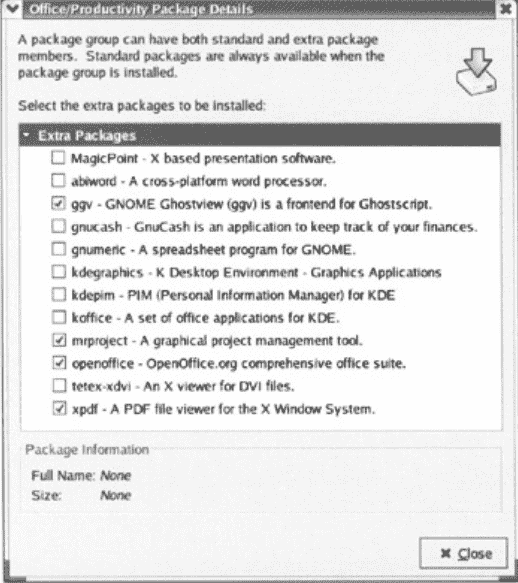 Office/Productivity Package Details
A package group can have both standard and extra package
members. Standard packages are always available when the
package group is installed.
Select the extra packages to be installed:
Extra Packages
MagicPoint - X based presentation software.
abiword - A cross-platform word processor.
ggv - GNOME Ghostview (ggv) is a frontend for Ghostscript.
gnucash - GnuCash is an application to keep track of your finances.
gnumeric - A spreadsheet program for GNOME.
kdegraphics - K Desktop Environment - Graphics Applications
kdepim - PIM (Personal Information Manager) for KDE
koffice - A set of office applications for KDE.
mrproject - A graphical project management tool.
openoffice - OpenOffice.org comprehensive office suite.
tetex-xdvi - An X viewer for DVI files.
xpdf - A PDF file viewer for the X Window System.
Package Information
Full Name: None
Size: None
Close